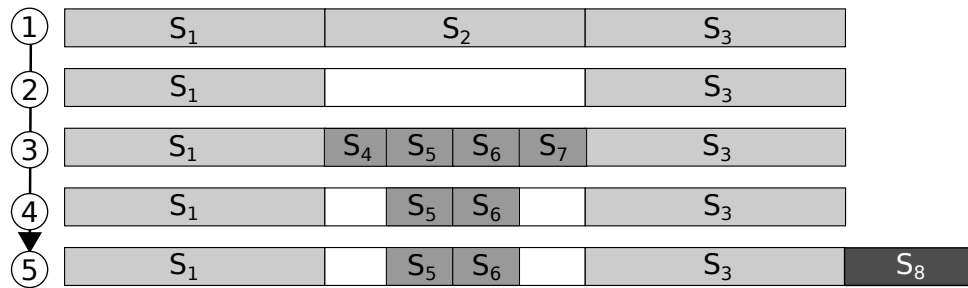 1 S₁ S₂ S₃
2 S₁ S₃
3 S₁ S₄ S₅ S₆ S₇ S₃
4 S₁ S₅ S₆ S₃
5 S₁ S₅ S₆ S₃ S₈